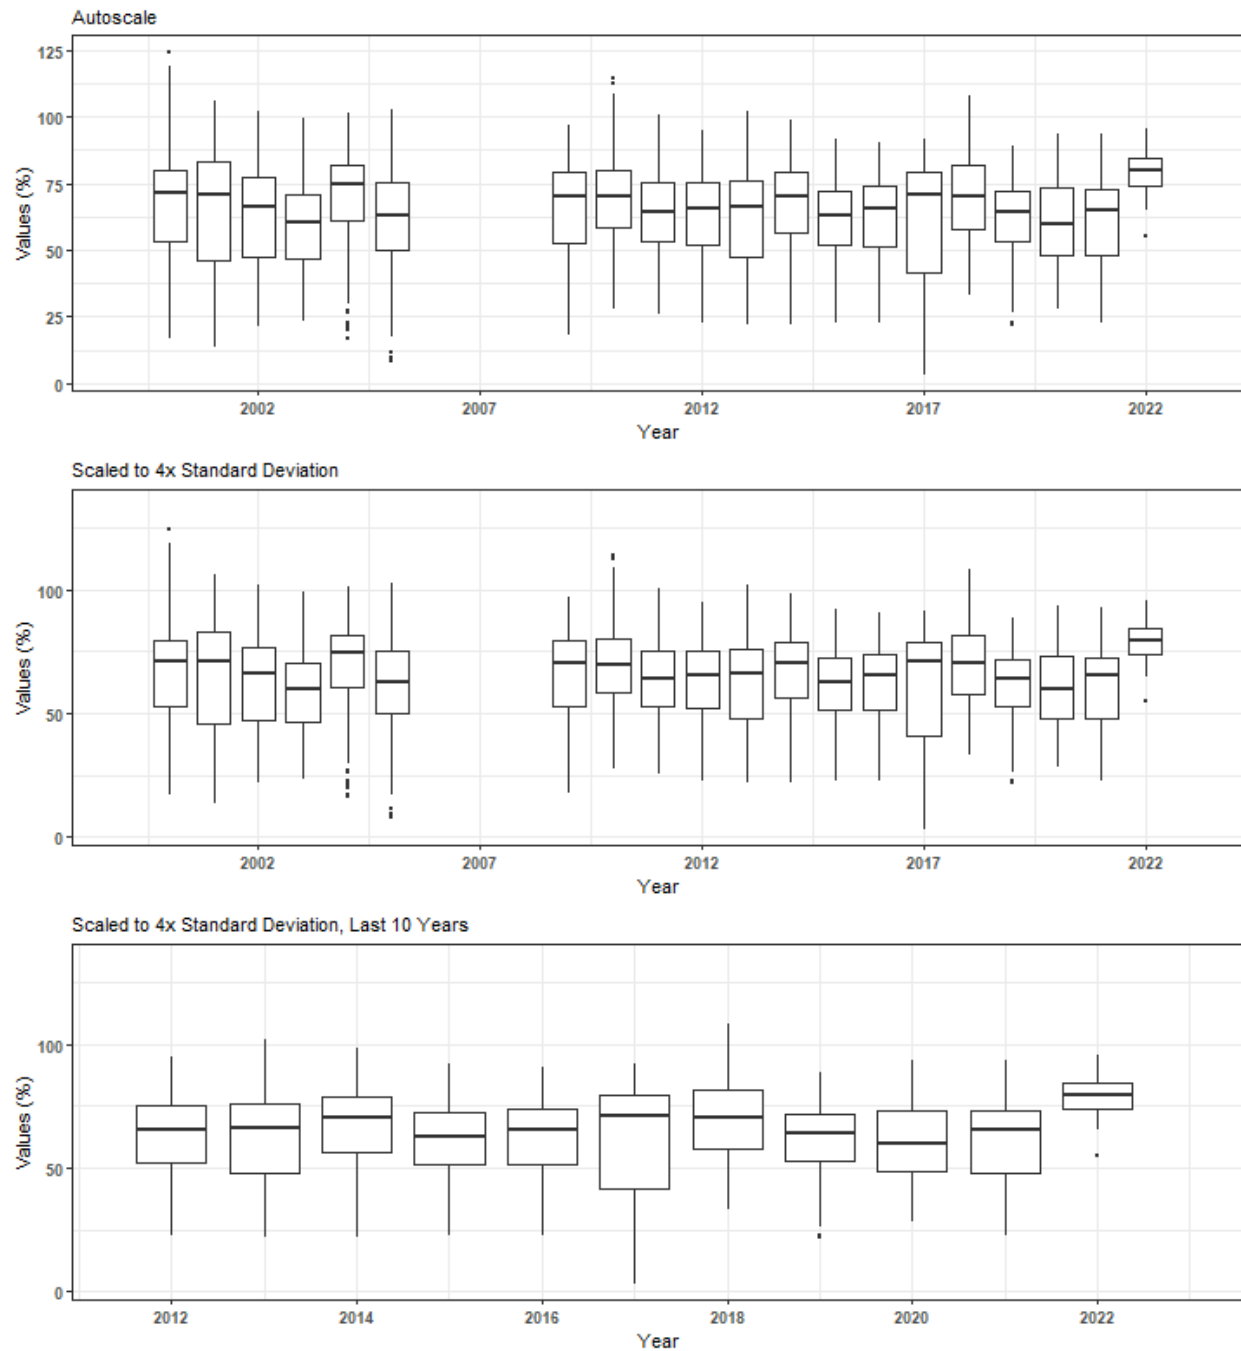 Autoscale
125
100
75
50
25
0
Values (%)
2002 2007 2012 2017 2022
Year
Scaled to 4x Standard Deviation
100
50
0
Values (%)
2002 2007 2012 2017 2022
Year
Scaled to 4x Standard Deviation, Last 10 Years
100
50
0
Values (%)
2012 2014 2016 2018 2020 2022
Year